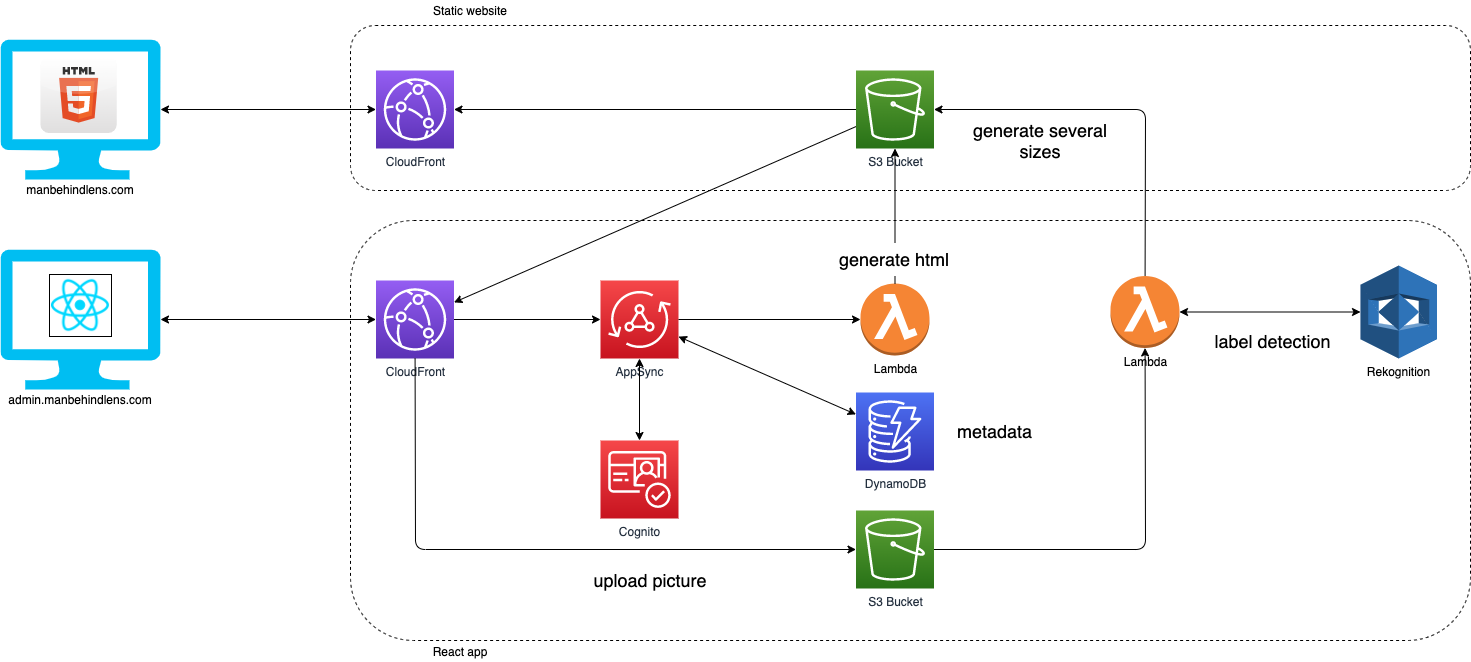 Static website
HTML
5
CloudFront
S3 Bucket
generate several
sizes
manbehindlens.com
generate html
CloudFront
AppSync
Lambda
Lambda
label detection
Rekognition
admin.manbehindlens.com
metadata
DynamoDB
Cognito
upload picture
S3 Bucket
React app